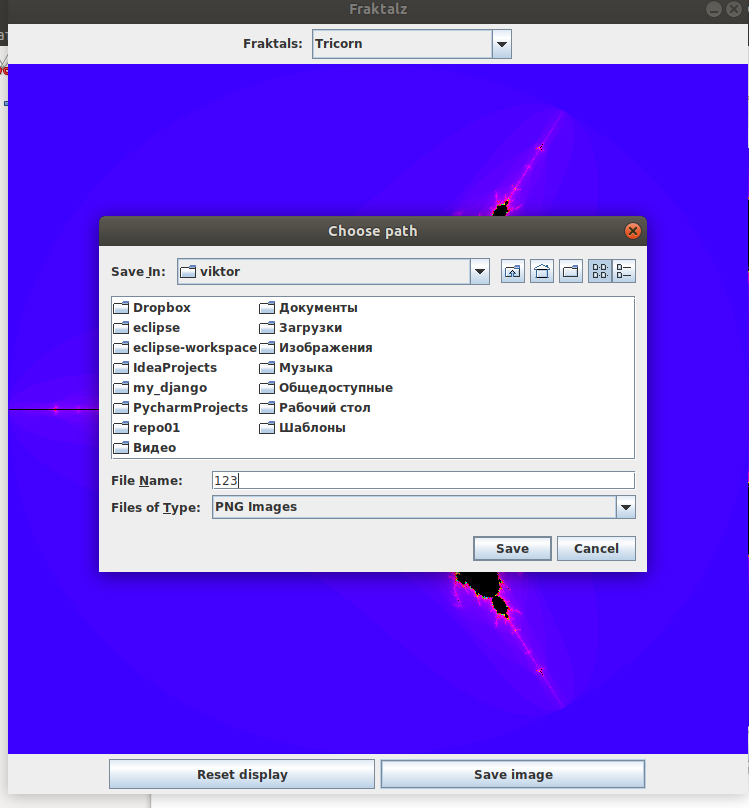 Fraktalz
Fraktals: Tricorn
Choose path
Save In: viktor
Dropbox
eclipse
eclipse-workspace
IdeaProjects
my_django
PycharmProjects
repo01
Видео
Документы
Загрузки
Изображения
Музыка
Общедоступные
Рабочий стол
Шаблоны
File Name: 123
Files of Type: PNG Images
Save Cancel
Reset display Save image